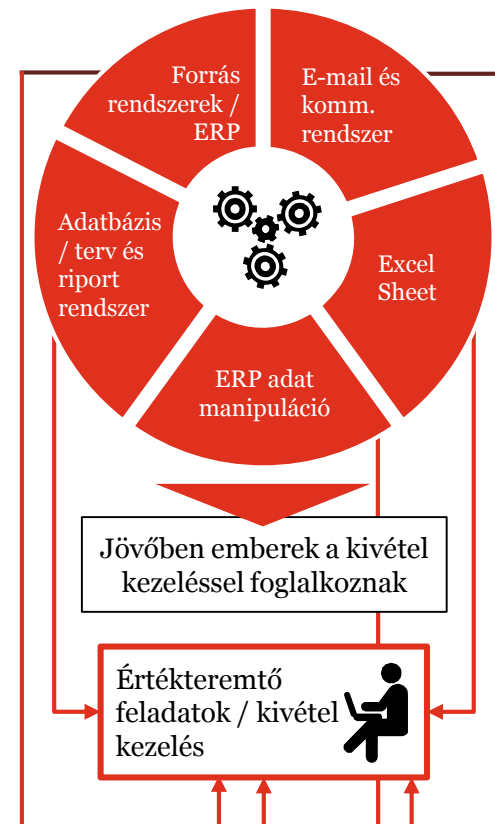 Forrás
rendszerek /
ERP
E-mail és
komm.
rendszer
Adatbázis
/ terv és
riport
rendszer
Excel
Sheet
ERP adat
manipuláció
Jövőben emberek a kivétel
kezeléssel foglalkoznak
Értékteremtő
feladatok / kivétel
kezelés